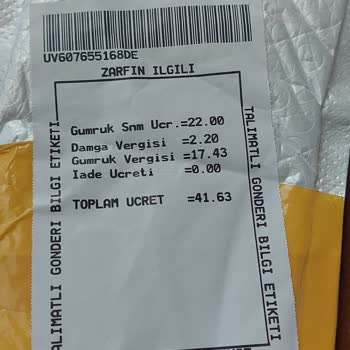 UV607655168DE
ZARFIN ILGILI
Gumruk Snm Ucr.=22.00
Damga Vergisi =2.20
Gumruk Vergisi =17.43
Iade Ucreti =0.00
TOPLAM UCRET =41.63
TALIMATLI GONDERI BILGI ETIKETI
TALIMATLI GONDERI BILGI ETIKETI